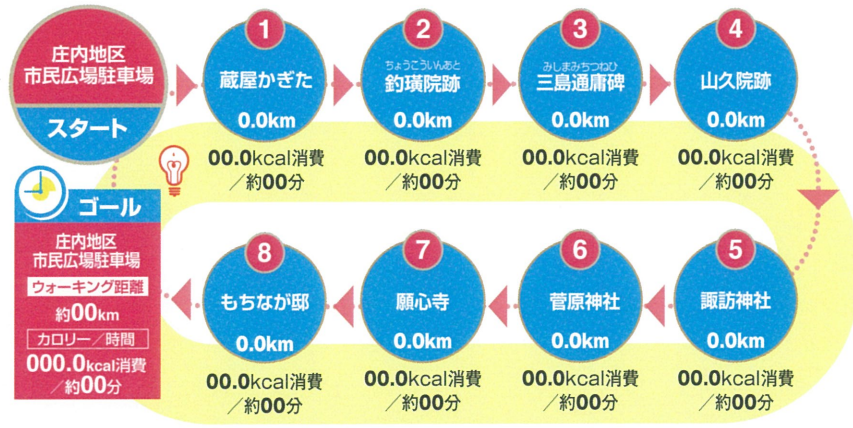 庄内地区
市民広場駐車場
スタート
1
蔵屋かぎた
0.0km
00.0kcal消費
／約00分
2
ちょうこういんあと
釣璜院跡
0.0km
00.0kcal消費
／約00分
3
みしまみちつねひ
三島通庸碑
0.0km
00.0kcal消費
／約00分
4
山久院跡
0.0km
00.0kcal消費
／約00分
5
諏訪神社
0.0km
00.0kcal消費
／約00分
6
菅原神社
0.0km
00.0kcal消費
／約00分
7
願心寺
0.0km
00.0kcal消費
／約00分
8
もちなが邸
0.0km
00.0kcal消費
／約00分
ゴール
庄内地区
市民広場駐車場
ウォーキング距離
約00km
カロリー／時間
000.0kcal消費
／約00分